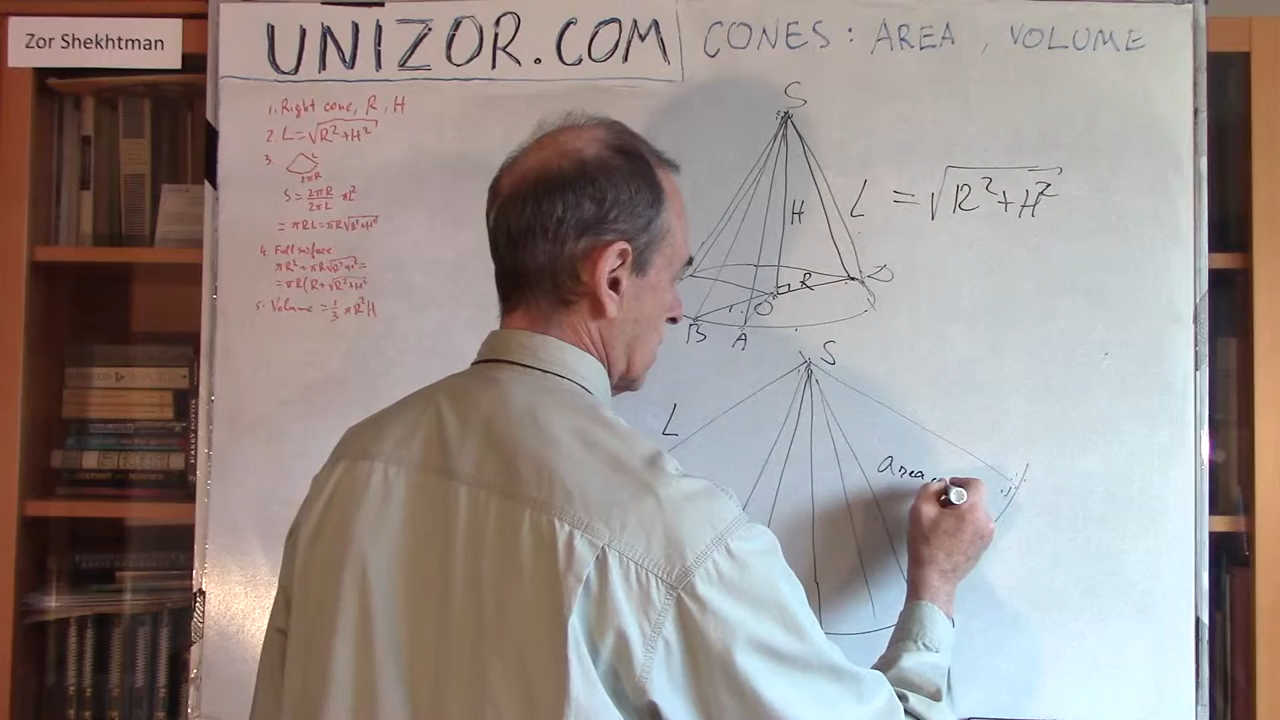 Zor Shekhtman
UNIZOR.COM
CONES: AREA, VOLUME
1. Right cone, R, H
2. L=√R²+H²
3.
L
2πR
S = 2πR/2πL · πL²
= πRL = πR√R²+H²
4. Full surface
πR² + πR√R²+H² =
= πR(R+√R²+H²
5. Volume = 1/3 πR²H
S
H
L = √R²+H²
R
O
B
A
S
L
area
HARRY POTTER